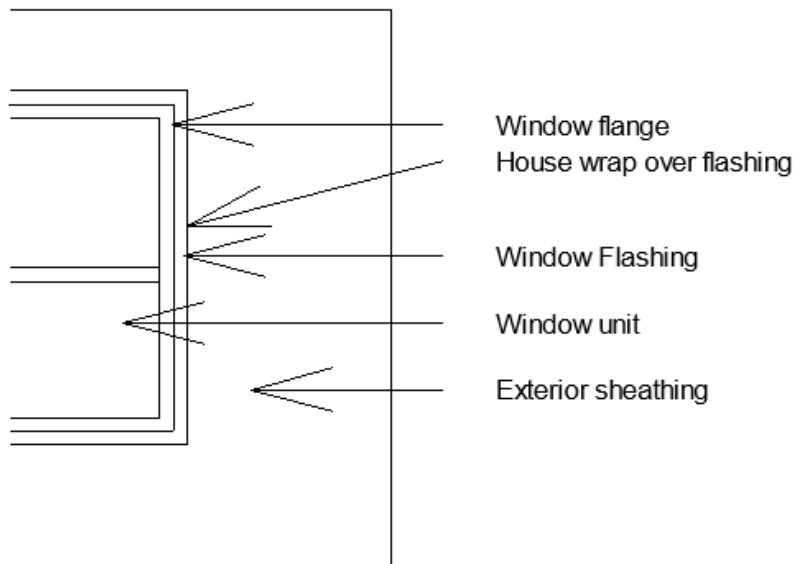 Window flange
House wrap over flashing
Window Flashing
Window unit
Exterior sheathing